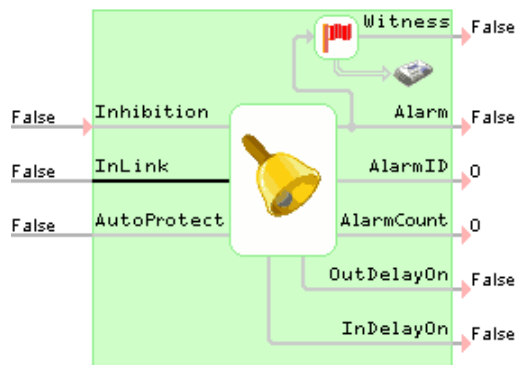 Witness False
False Inhibition Alarm False
False InLink AlarmID 0
False AutoProtect AlarmCount 0
OutDelayOn False
InDelayOn False